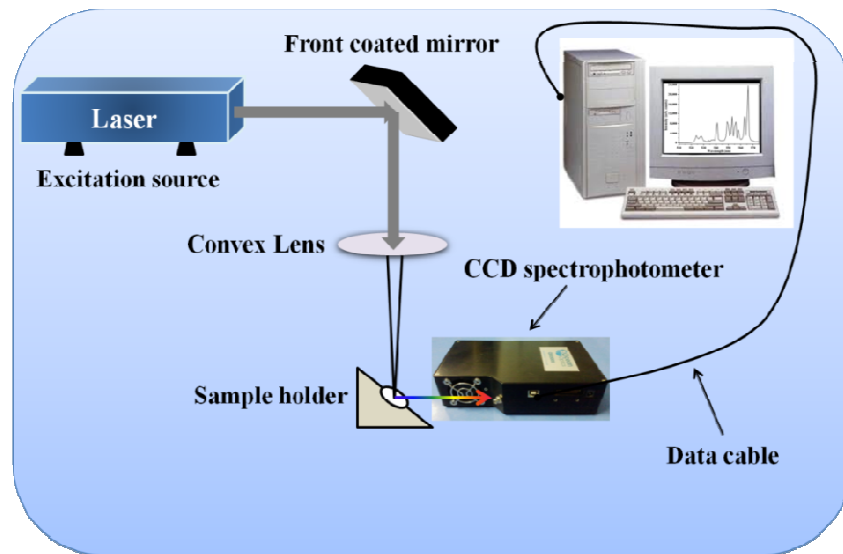 Front coated mirror
Laser
Excitation source
Convex Lens
CCD spectrophotometer
Sample holder
Data cable